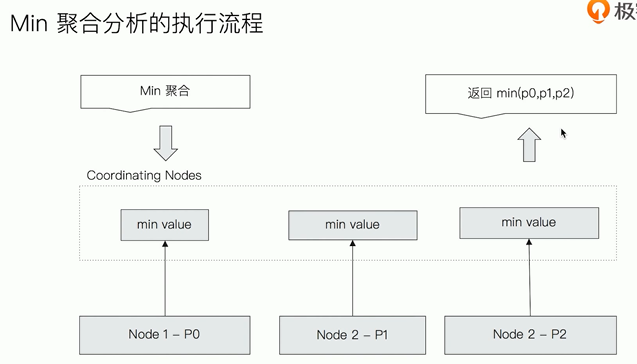 Min 聚合分析的执行流程
极
Min 聚合
返回 min(p0,p1,p2)
Coordinating Nodes
min value
min value
min value
Node 1 – P0
Node 2 – P1
Node 2 – P2